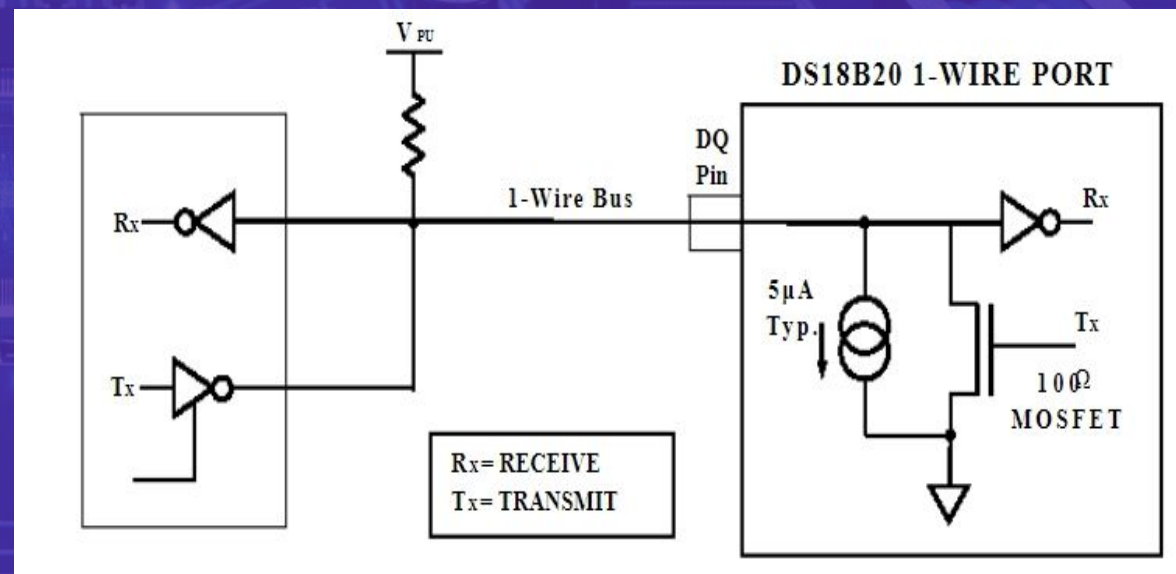 V PU
DS18B20 1-WIRE PORT
DQ
Pin
1-Wire Bus
Rx
Rx
5μA
Typ.
Tx
Tx
100Ω
MOSFET
Rx= RECEIVE
Tx= TRANSMIT